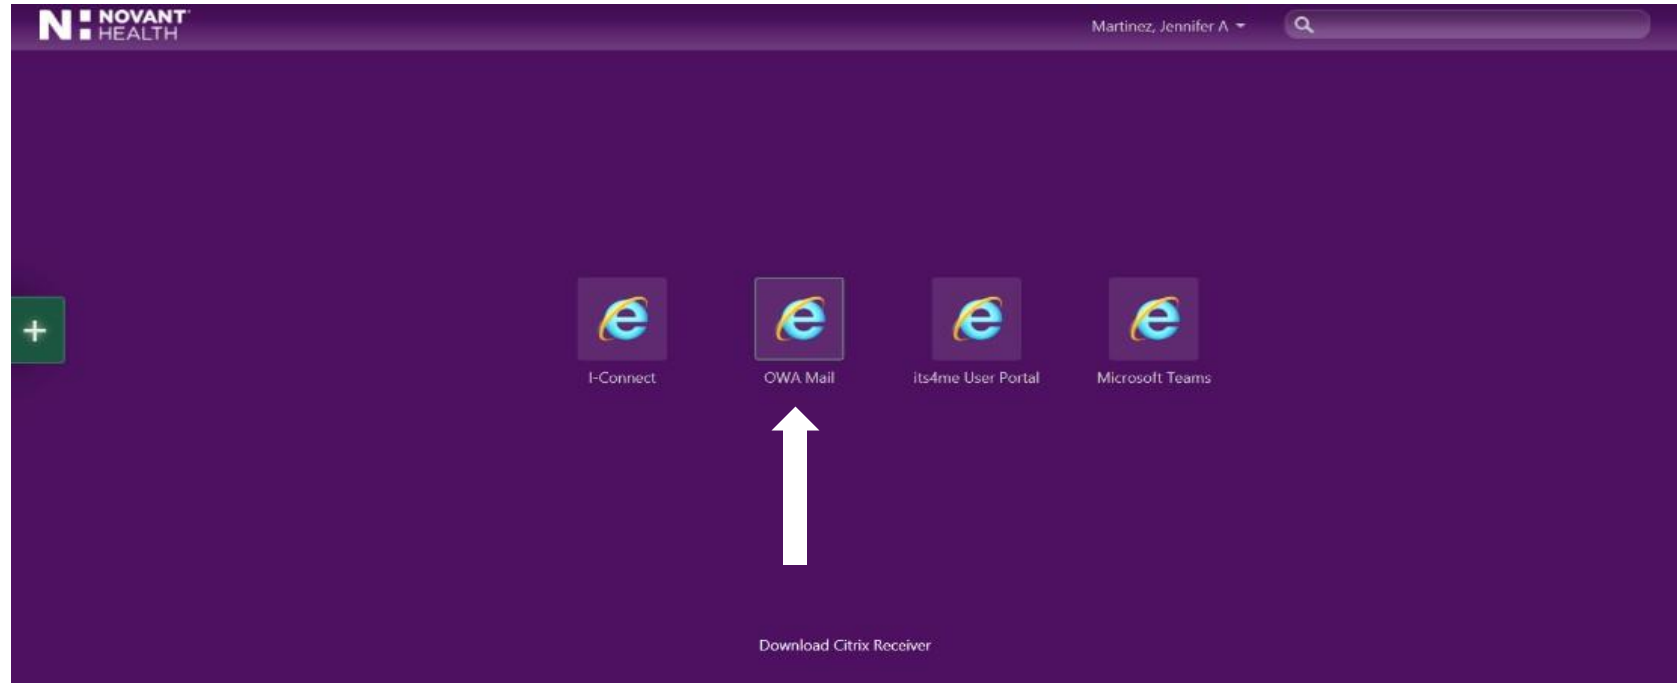 NOVANT
HEALTH
Martinez, Jennifer A
I-Connect
OWA Mail
its4me User Portal
Microsoft Teams
Download Citrix Receiver